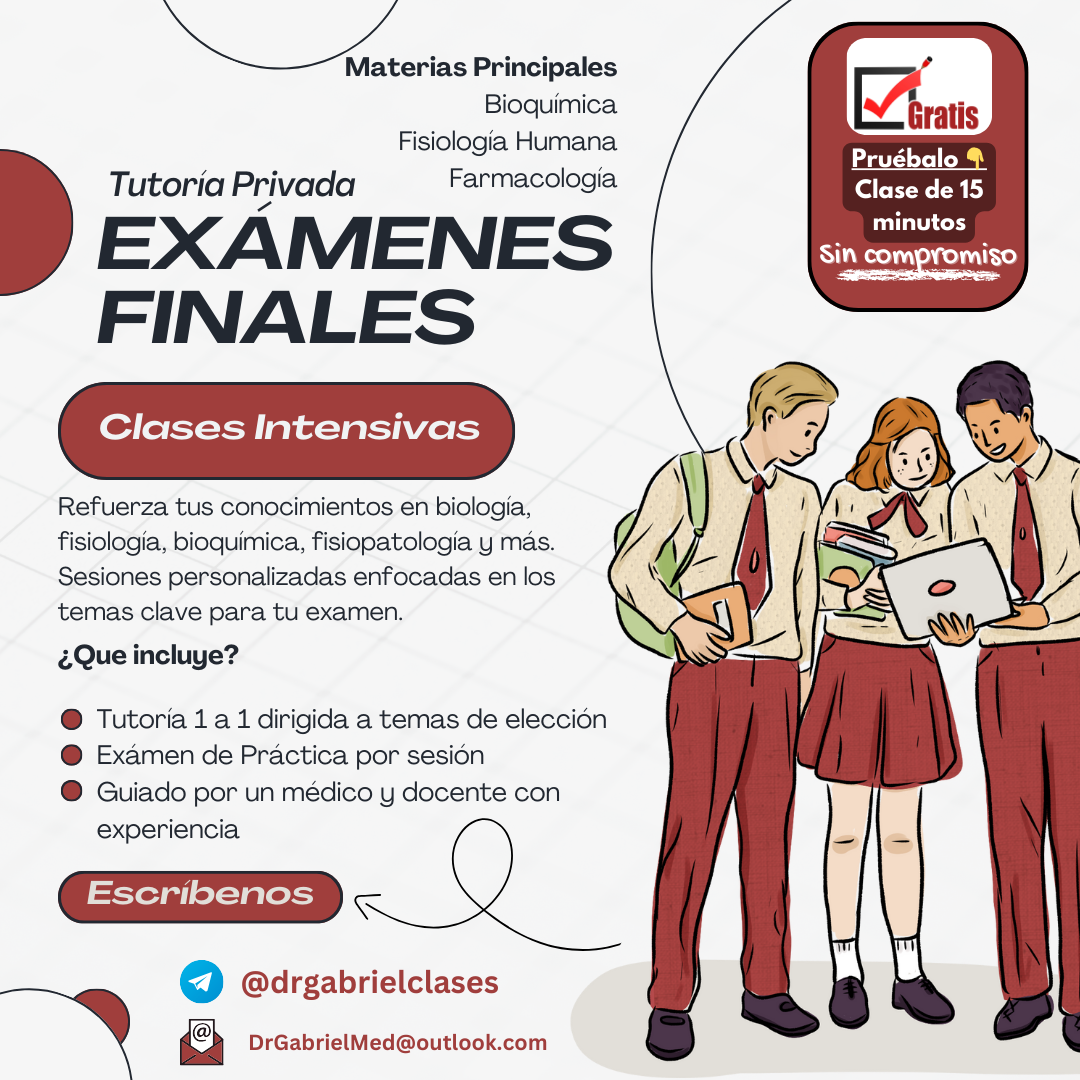 Materias Principales
Bioquímica
Fisiología Humana
Farmacología
Tutoría Privada
EXÁMENES
FINALES
Gratis
Pruébalo 👇
Clase de 15
minutos
Sin compromiso
Clases Intensivas
Refuerza tus conocimientos en biología,
fisiología, bioquímica, fisiopatología y más.
Sesiones personalizadas enfocadas en los
temas clave para tu examen.
¿Que incluye?
Tutoría 1 a 1 dirigida a temas de elección
Exámen de Práctica por sesión
Guiado por un médico y docente con
experiencia
Escríbenos
@drgabrielclases
@
DrGabrielMed@outlook.com